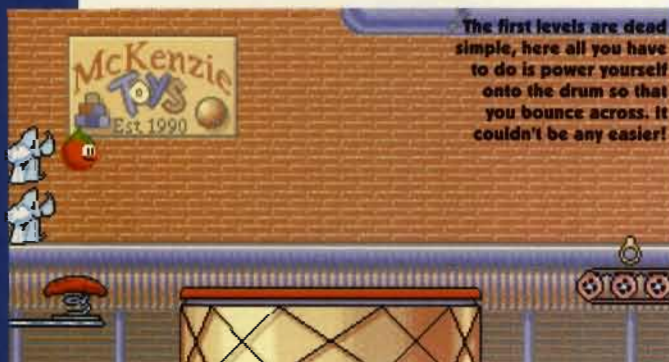 McKenzie
Toys
Est 1990
The first levels are dead
simple, here all you have
to do is power yourself
onto the drum so that
you bounce across. It
couldn't be any easier!